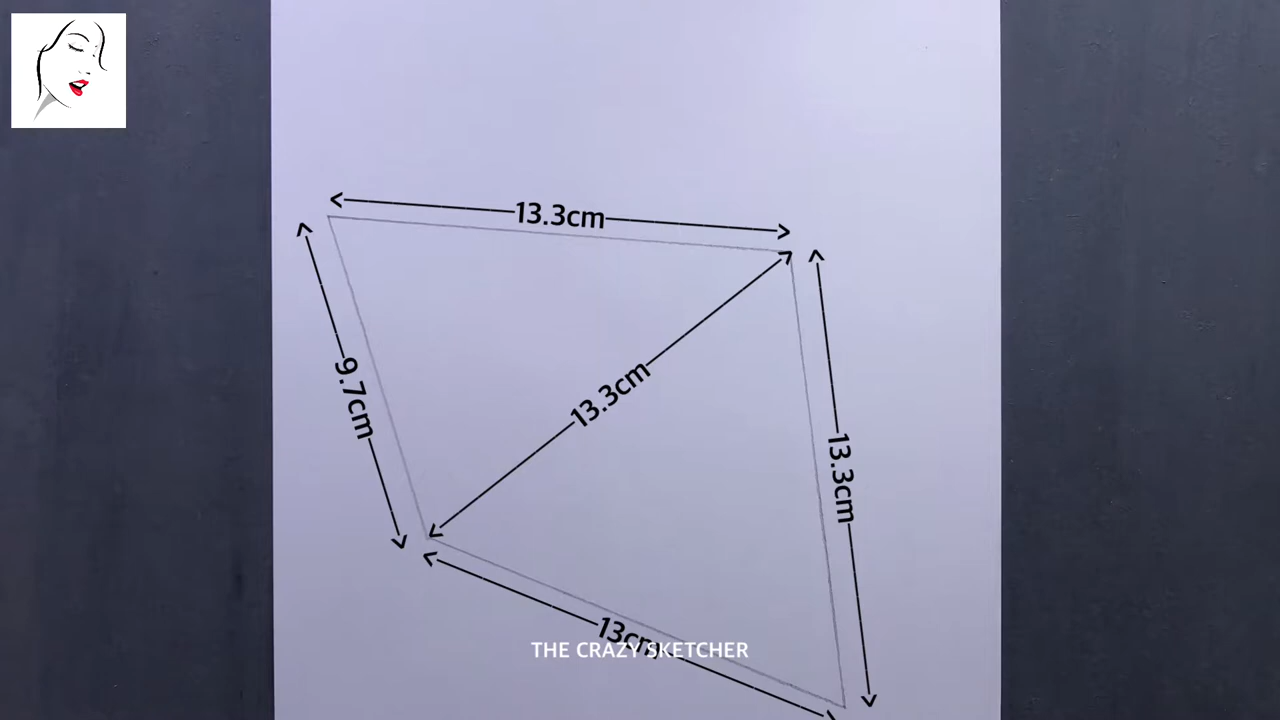 13.3cm
9.7cm
13.3cm
13.3cm
13cm
THE CRAZY SKETCHER